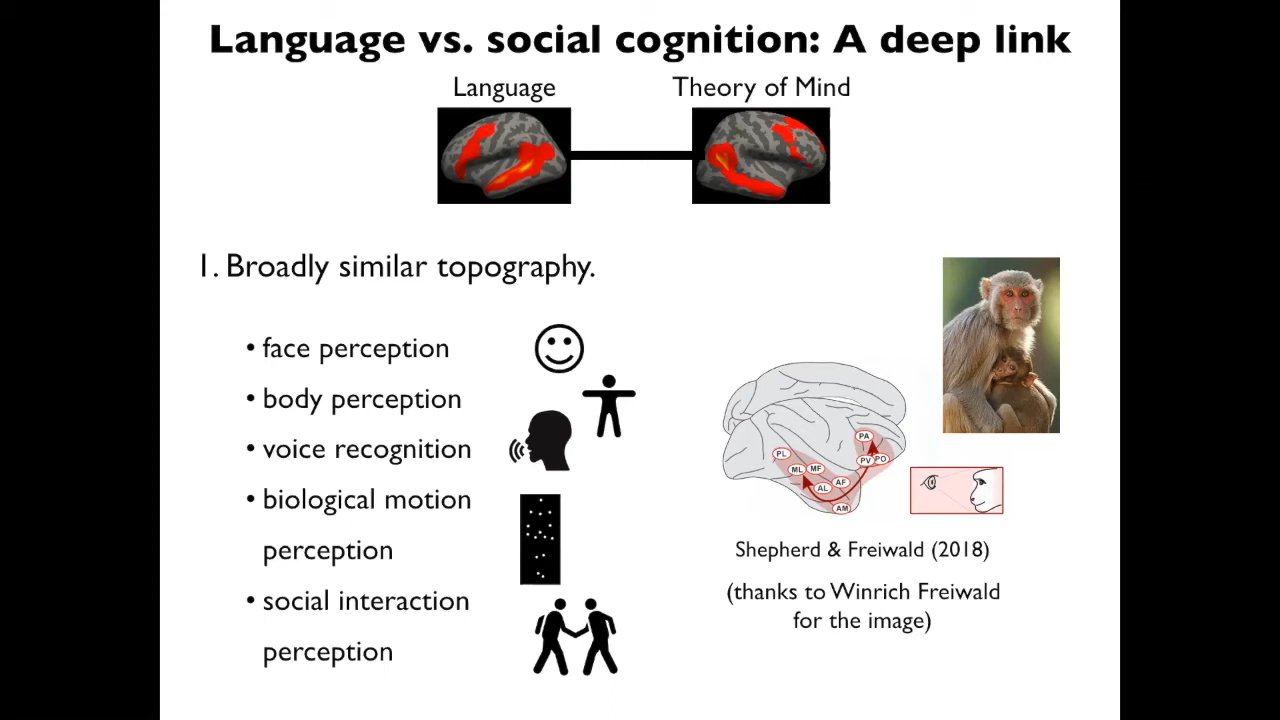 Language vs. social cognition: A deep link
Language
Theory of Mind
1. Broadly similar topography.
• face perception
• body perception
• voice recognition
• biological motion
perception
• social interaction
perception
PA
PL
PV PO
ML MF
AF
AL
AM
Shepherd & Freiwald (2018)
(thanks to Winrich Freiwald
for the image)